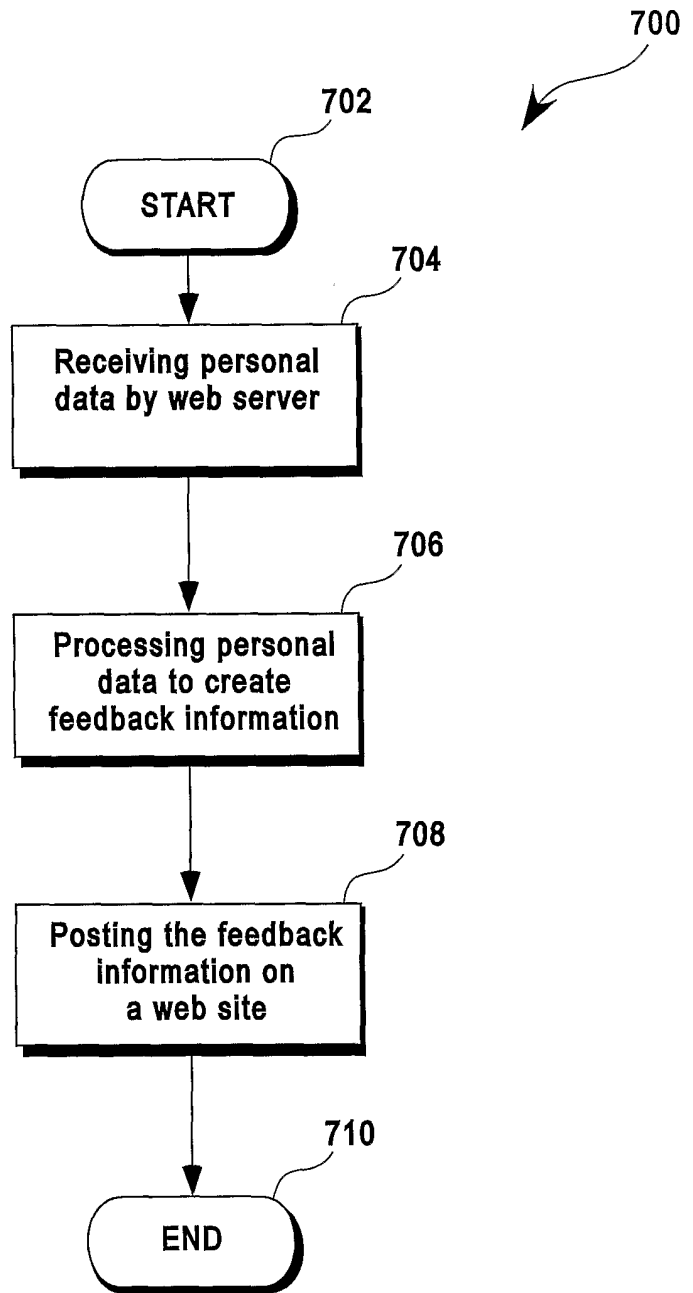 700
702
START
704
Receiving personal
data by web server
706
Processing personal
data to create
feedback information
708
Posting the feedback
information on
a web site
710
END